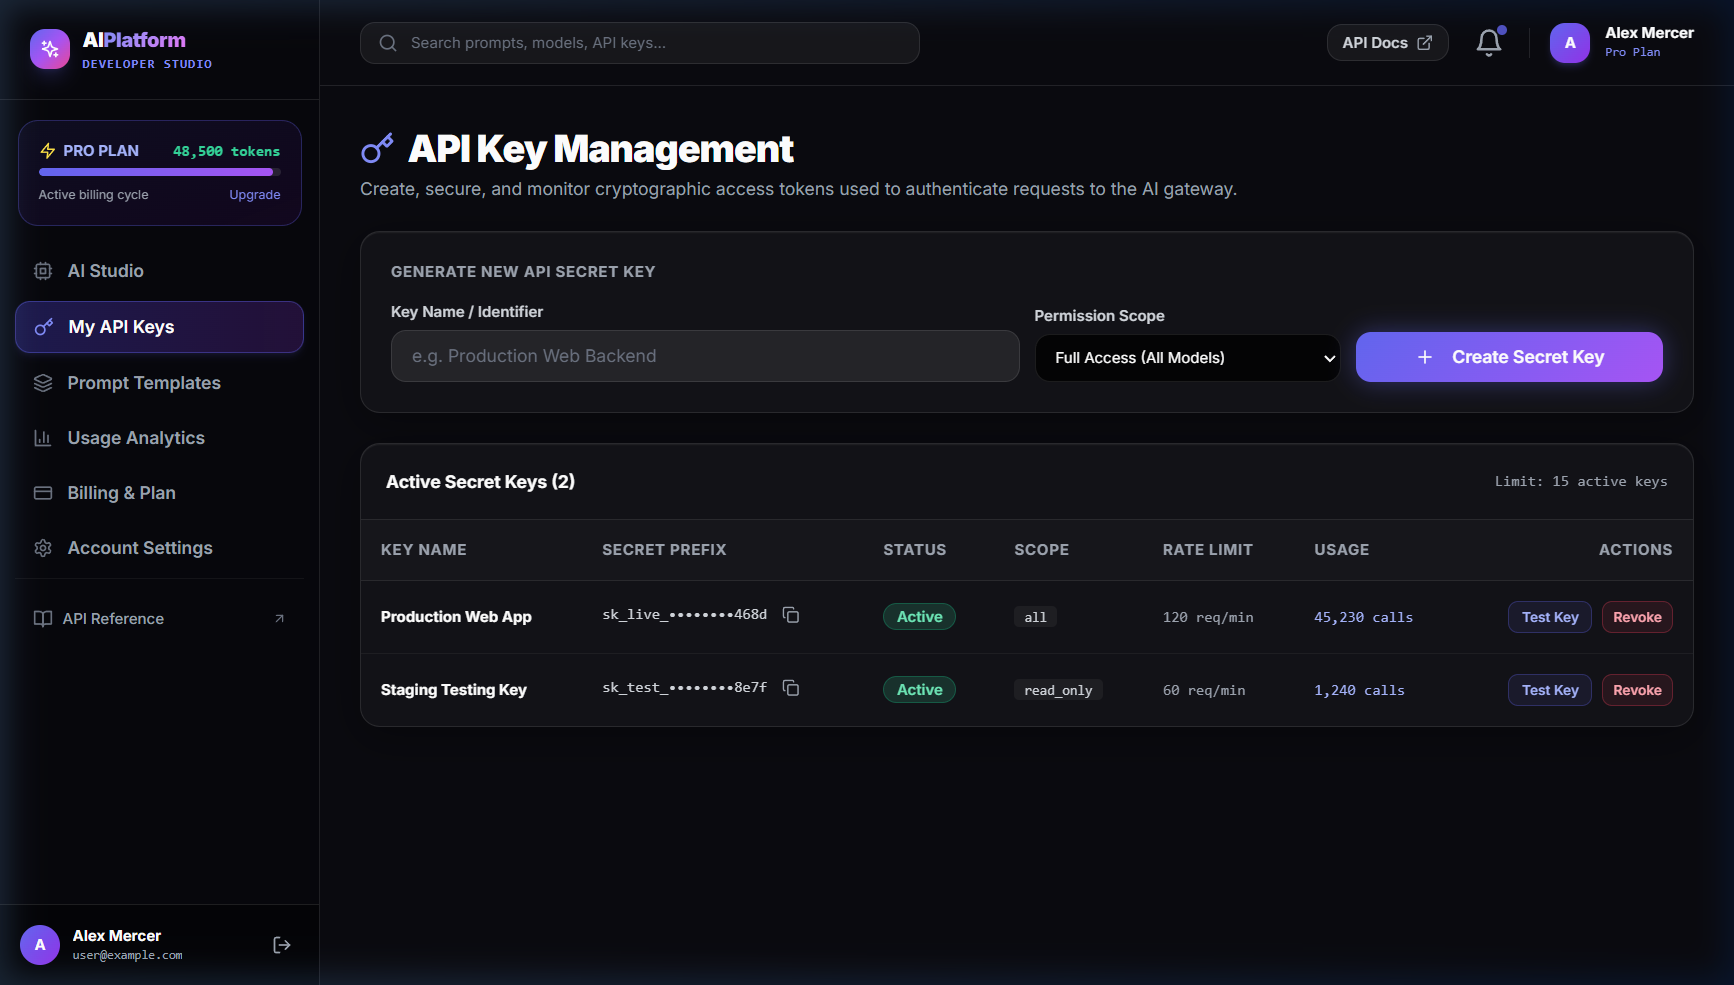 AIPlatform
DEVELOPER STUDIO
Search prompts, models, API keys...
API Docs
A
Alex Mercer
Pro Plan
PRO PLAN 48,500 tokens
Active billing cycle Upgrade
AI Studio
My API Keys
Prompt Templates
Usage Analytics
Billing & Plan
Account Settings
API Reference
A
Alex Mercer
user@example.com
API Key Management
Create, secure, and monitor cryptographic access tokens used to authenticate requests to the AI gateway.
GENERATE NEW API SECRET KEY
Key Name / Identifier
e.g. Production Web Backend
Permission Scope
Full Access (All Models)
Create Secret Key
Active Secret Keys (2)
Limit: 15 active keys
KEY NAME SECRET PREFIX STATUS SCOPE RATE LIMIT USAGE ACTIONS
Production Web App sk_live_••••••••468d Active all 120 req/min 45,230 calls Test Key Revoke
Staging Testing Key sk_test_••••••••8e7f Active read_only 60 req/min 1,240 calls Test Key Revoke